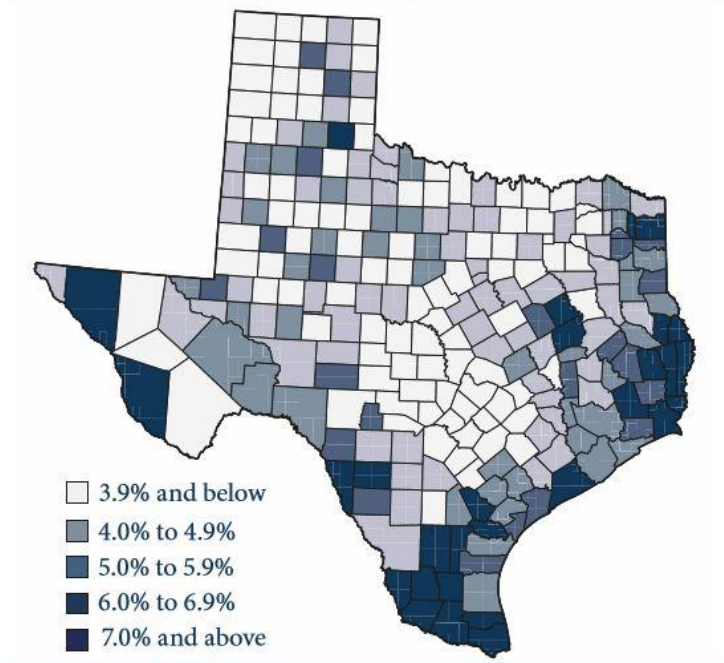 3.9% and below
4.0% to 4.9%
5.0% to 5.9%
6.0% to 6.9%
7.0% and above